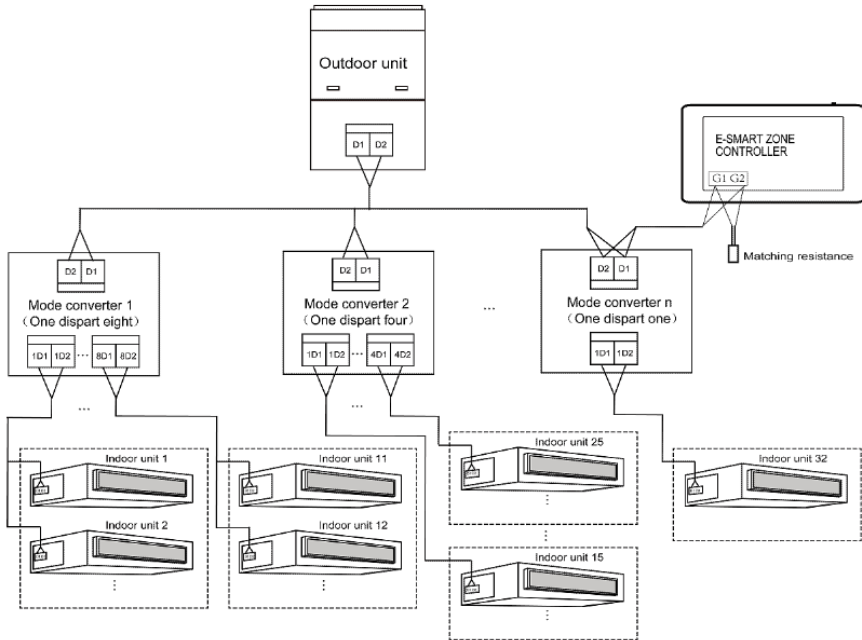 Outdoor unit
D1 D2
E-SMART ZONE
CONTROLLER
G1 G2
Matching resistance
D2 D1
Mode converter 1
(One dispart eight)
1D1 1D2 ... 8D1 8D2
...
D2 D1
Mode converter 2
(One dispart four)
1D1 1D2 ... 4D1 4D2
...
...
D2 D1
Mode converter n
(One dispart one)
1D1 1D2
Indoor unit 1
Indoor unit 2
Indoor unit 11
Indoor unit 12
Indoor unit 25
Indoor unit 15
Indoor unit 32